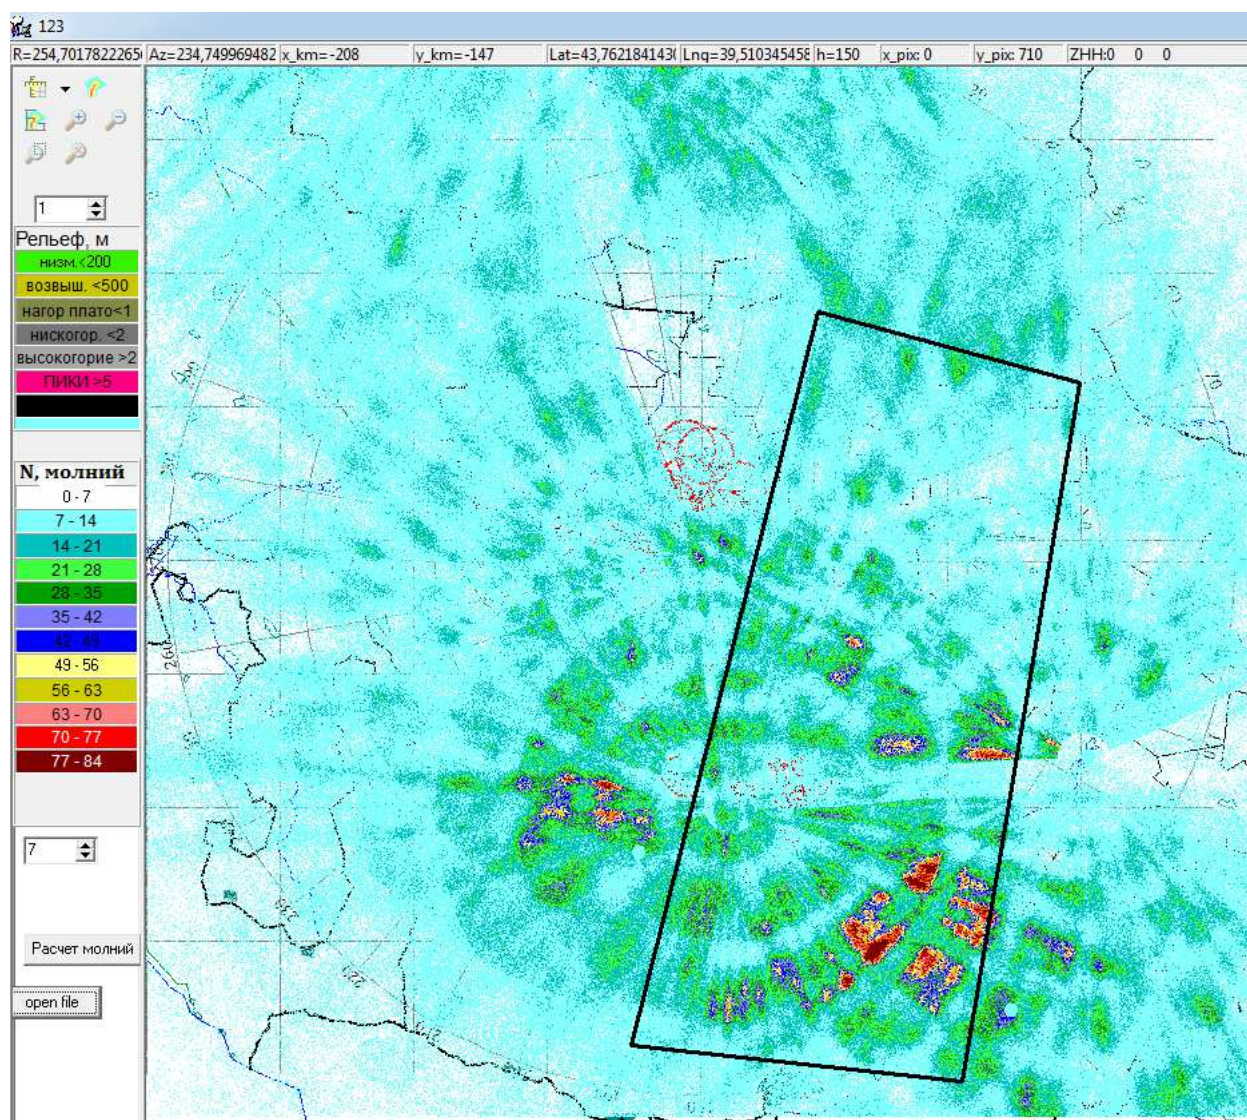 123
R=254,7017822265 Az=234,749969482 x_km=-208 y_km=-147 Lat=43,7621841430 Lnq=39,510345458 h=150 x_pix: 0 y_pix: 710 ZHH:0 0 0
1
Рельеф, м
низм.<200
возвыш. <500
нагор плато<1
нискогор. <2
высокогорие >2
ПИКИ >5
N, молний
0 - 7
7 - 14
14 - 21
21 - 28
28 - 35
35 - 42
42 - 49
49 - 56
56 - 63
63 - 70
70 - 77
77 - 84
7
Расчет молний
open file
260